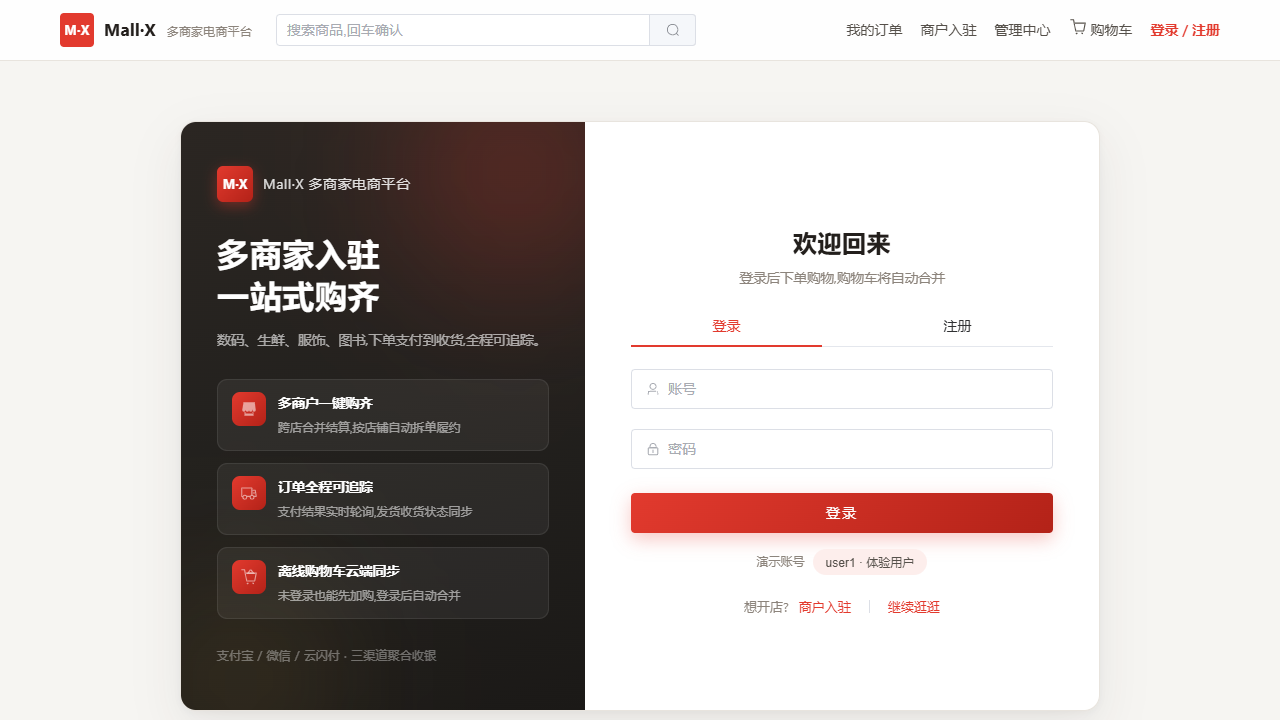 M·X Mall·X 多商家电商平台 搜索商品,回车确认 我的订单 商户入驻 管理中心 购物车 登录 / 注册
M·X Mall·X 多商家电商平台
多商家入驻
一站式购齐
数码、生鲜、服饰、图书,下单支付到收货,全程可追踪。
多商户一键购齐
跨店合并结算,按店铺自动拆单履约
订单全程可追踪
支付结果实时轮询,发货收货状态同步
离线购物车云端同步
未登录也能先加购,登录后自动合并
支付宝 / 微信 / 云闪付 · 三渠道聚合收银
欢迎回来
登录后下单购物,购物车将自动合并
登录 注册
账号
密码
登录
演示账号 user1 · 体验用户
想开店? 商户入驻 继续逛逛